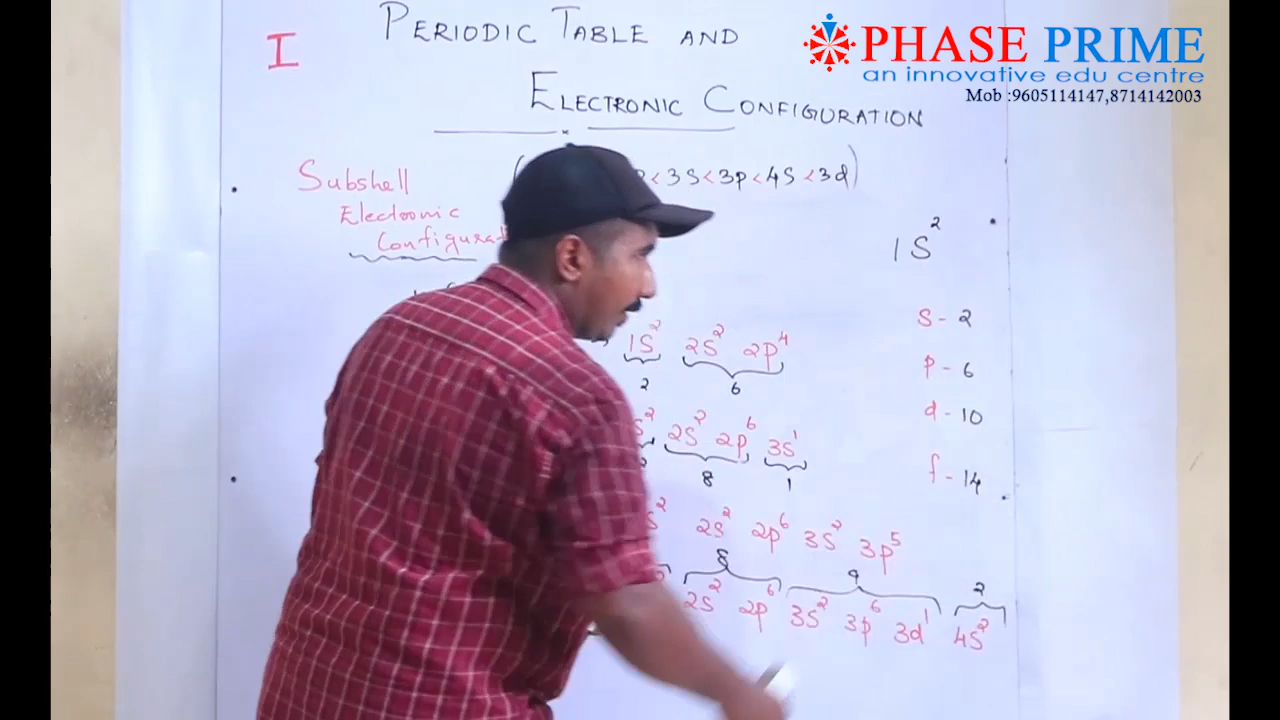 I
PERIODIC TABLE AND
ELECTRONIC CONFIGURATION
PHASE PRIME
an innovative edu centre
Mob :9605114147,8714142003
Subshell
Electronic
Configurat
< 3S < 3p < 4S < 3d)
1S²
S - 2
P - 6
d - 10
f - 14
1S² 2S² 2p⁴
2 6
2S² 2p⁶ 3S¹
8 1
2S² 2p⁶ 3S² 3p⁵
8 9 2
2S² 2p⁶ 3S² 3p⁶ 3d¹ 4S²